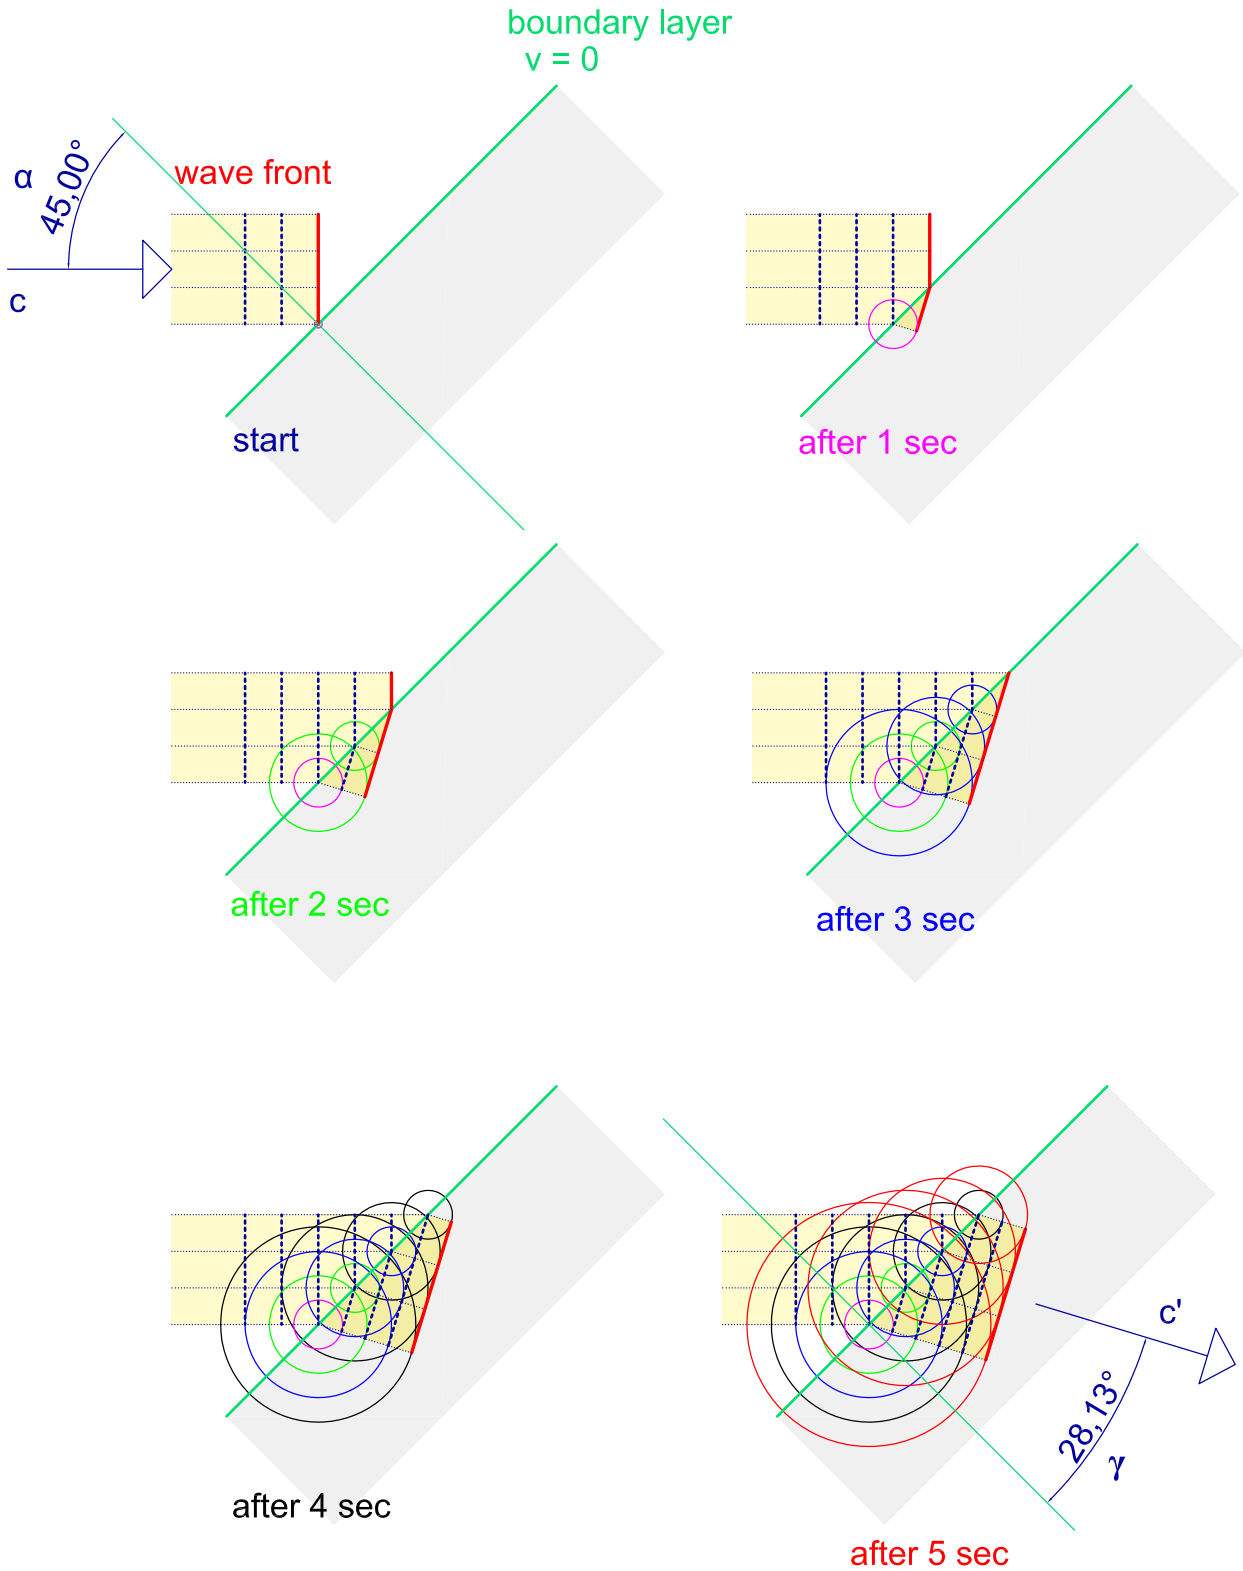 boundary layer
v = 0
α
45,00°
wave front
c
start
after 1 sec
after 2 sec
after 3 sec
c'
28,13°
γ
after 4 sec
after 5 sec